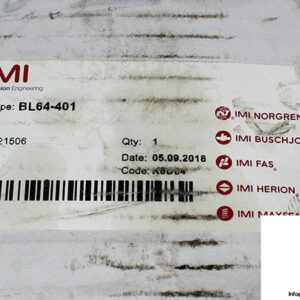 MI
sion Engineering
pe: BL64-401
21506
Qty: 1
Date: 05.09.2018
Code:
IMI NORGREN
IMI BUSCHJO
IMI FAS
IMI HERION
IMI MAXSEA